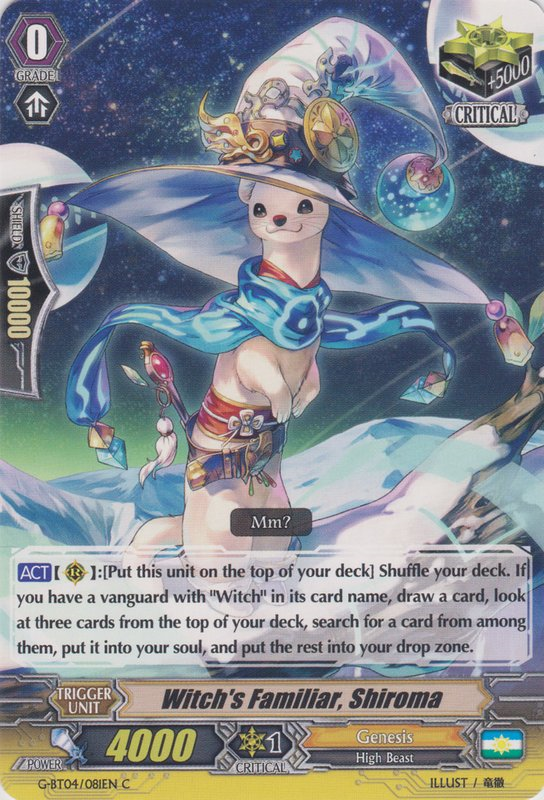 0
GRADE
+5000
CRITICAL
SHIELD
10000
Mm?
ACT【 R 】:[Put this unit on the top of your deck] Shuffle your deck. If
you have a vanguard with "Witch" in its card name, draw a card, look
at three cards from the top of your deck, search for a card from among
them, put it into your soul, and put the rest into your drop zone.
TRIGGER
UNIT
Witch's Familiar, Shiroma
POWER
4000
1
CRITICAL
Genesis
High Beast
G-BT04/081EN C
ILLUST / 竜徹